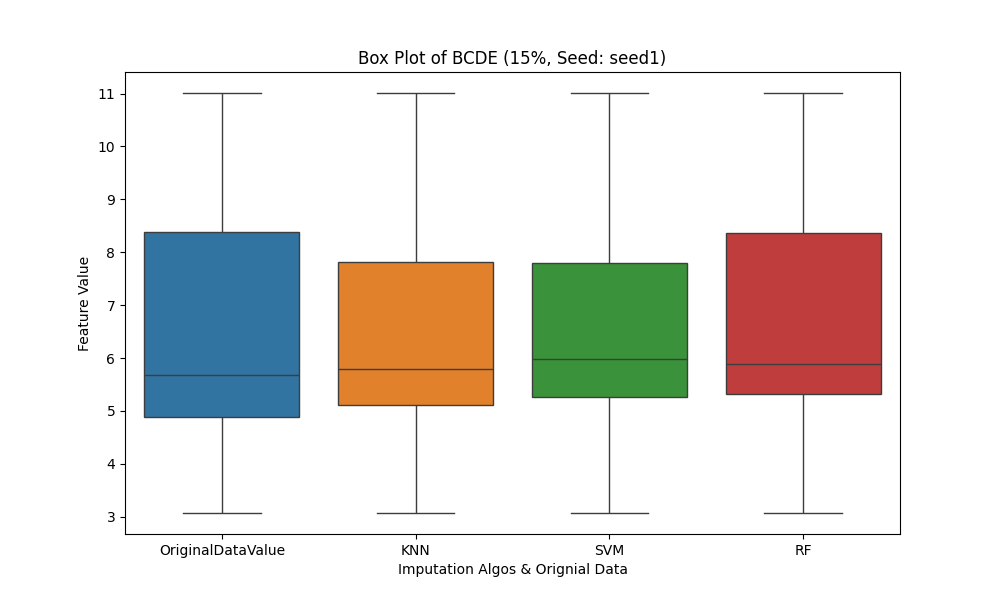 Box Plot of BCDE (15%, Seed: seed1)
11
10
9
8
7
6
5
4
3
Feature Value
OriginalDataValue
KNN
SVM
RF
Imputation Algos & Orignial Data